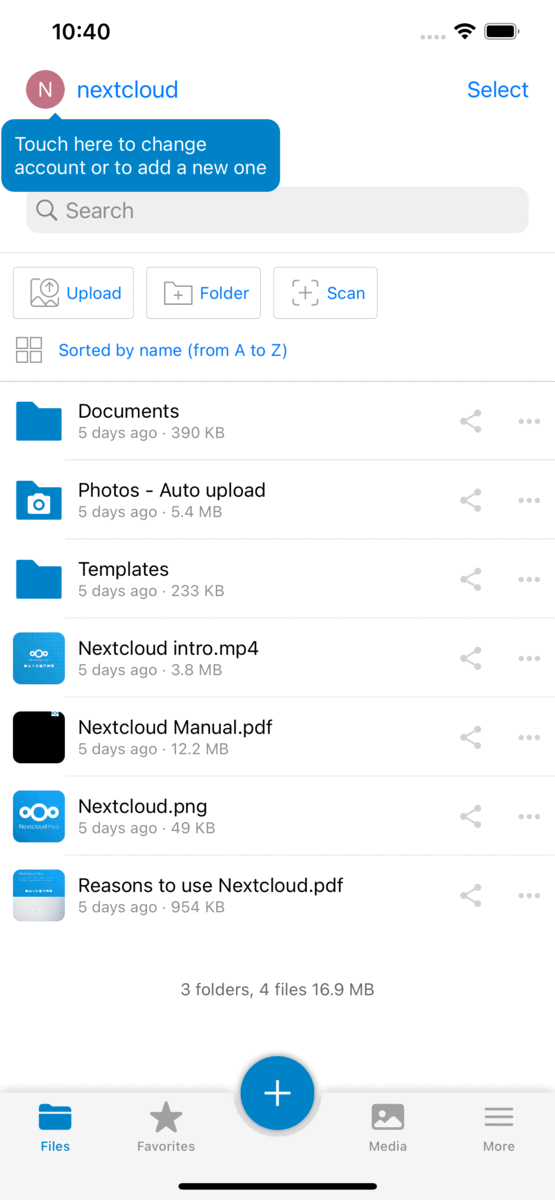 10:40
N
nextcloud
Select
Touch here to change
account or to add a new one
Search
Upload
Folder
Scan
Sorted by name (from A to Z)
Documents
5 days ago · 390 KB
Photos - Auto upload
5 days ago · 5.4 MB
Templates
5 days ago · 233 KB
Nextcloud intro.mp4
5 days ago · 3.8 MB
Nextcloud Manual.pdf
5 days ago · 12.2 MB
Nextcloud Hub
Nextcloud.png
5 days ago · 49 KB
Reasons to use Nextcloud.pdf
5 days ago · 954 KB
3 folders, 4 files 16.9 MB
Files
Favorites
Media
More